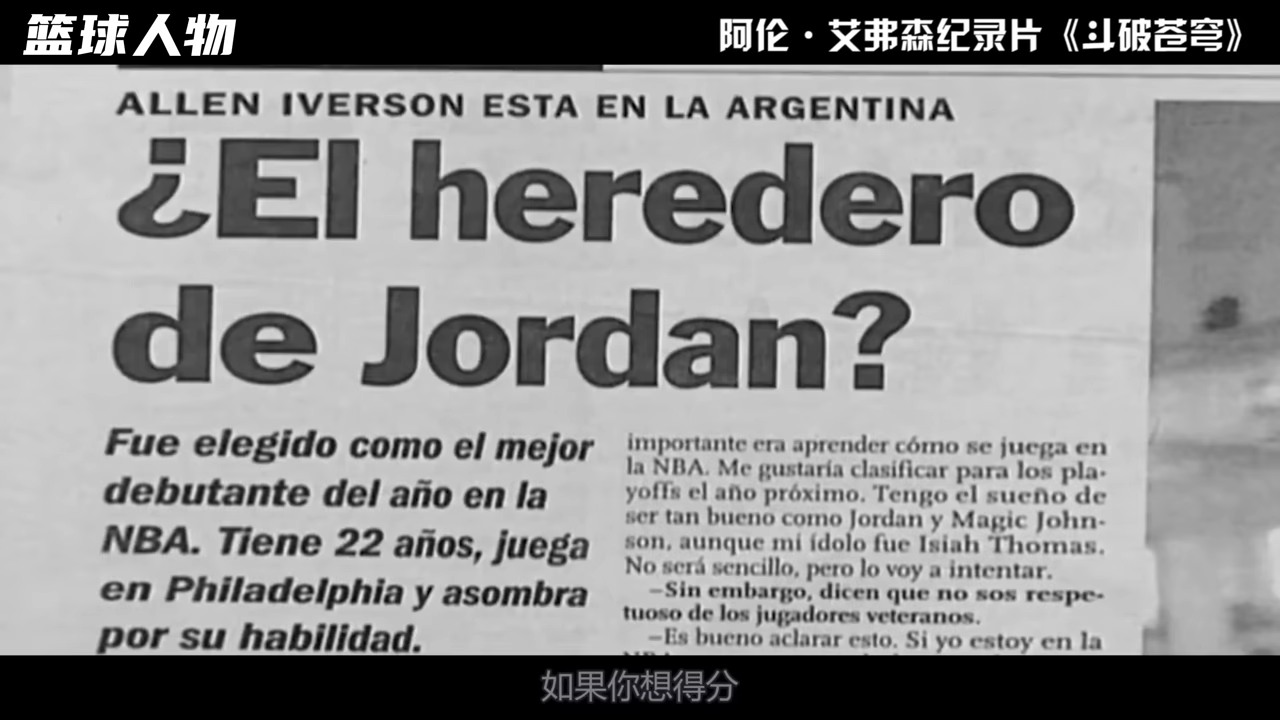 篮球人物
阿伦·艾弗森纪录片《斗破苍穹》
ALLEN IVERSON ESTA EN LA ARGENTINA
¿El heredero
de Jordan?
Fue elegido como el mejor
debutante del año en la
NBA. Tiene 22 años, juega
en Philadelphia y asombra
por su habilidad.
importante era aprender cómo se juega en
la NBA. Me gustaría clasificar para los pla-
yoffs el año próximo. Tengo el sueño de
ser tan bueno como Jordan y Magic John-
son, aunque mi ídolo fue Isiah Thomas.
No será sencillo, pero lo voy a intentar.
–Sin embargo, dicen que no sos respe-
tuoso de los jugadores veteranos.
–Es bueno aclarar esto. Si yo estoy en la
如果你想得分